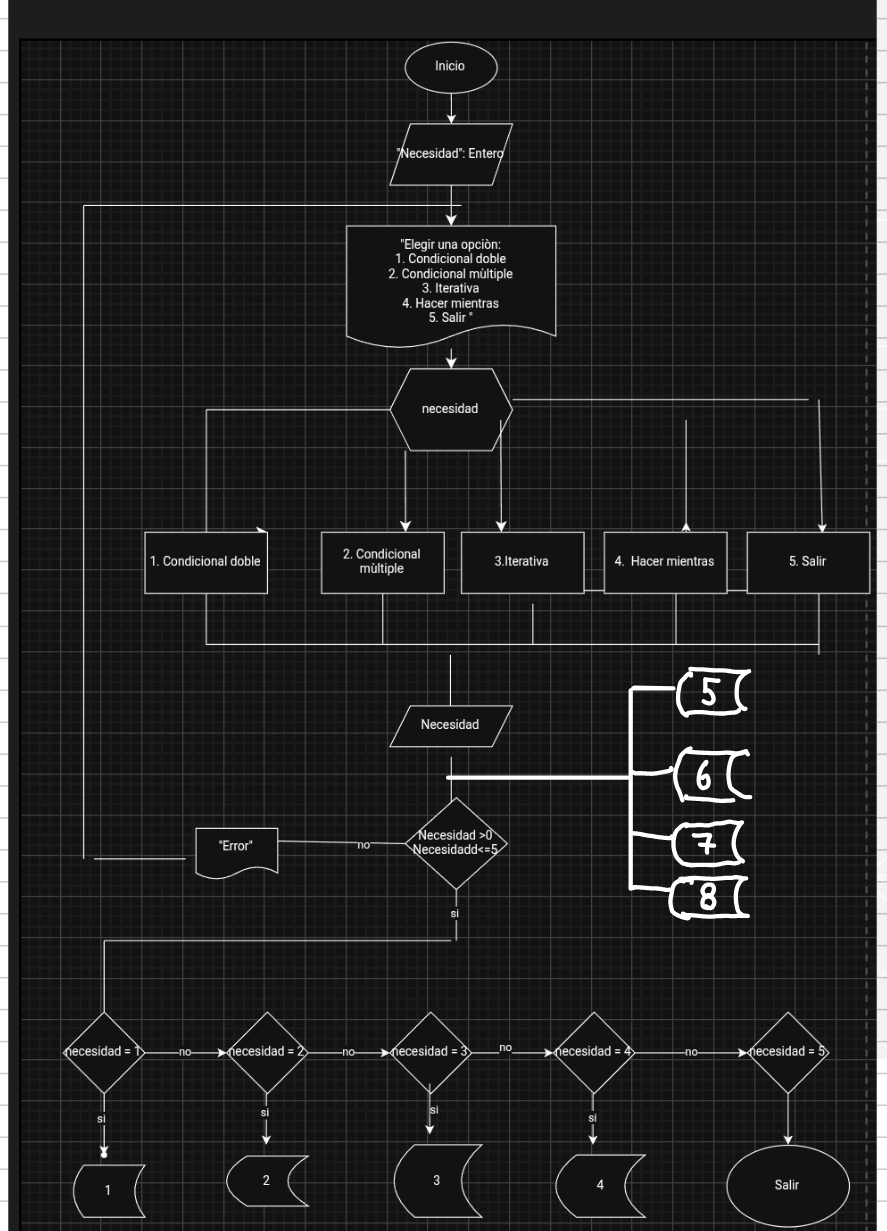 Inicio
"Necesidad": Entero
"Elegir una opciòn:
1. Condicional doble
2. Condicional mùltiple
3. Iterativa
4. Hacer mientras
5. Salir "
necesidad
1. Condicional doble
2. Condicional
mùltiple
3.Iterativa
4. Hacer mientras
5. Salir
5
Necesidad
6
Necesidad >0
Necesidadd<=5
no
"Error"
7
8
si
necesidad = 1
no
necesidad = 2
no
necesidad = 3
no
necesidad = 4
no
necesidad = 5
si
si
si
si
1
2
3
4
Salir